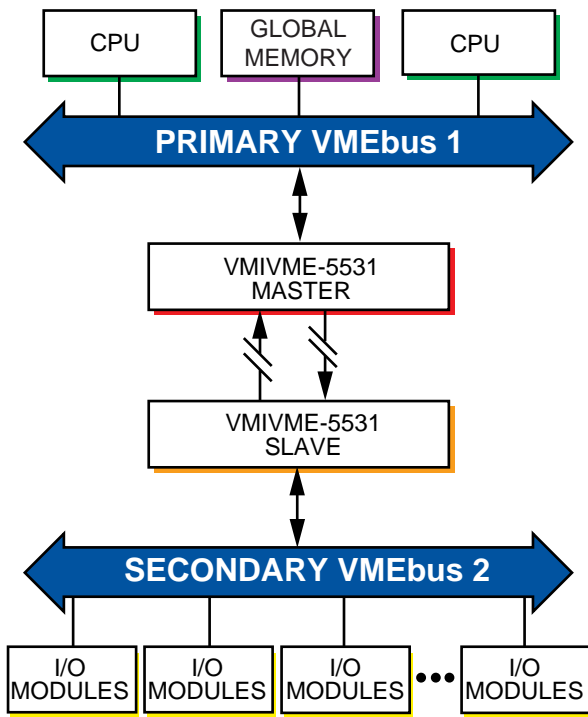 CPU
GLOBAL
MEMORY
CPU
PRIMARY VMEbus 1
VMIVME-5531
MASTER
VMIVME-5531
SLAVE
SECONDARY VMEbus 2
I/O
MODULES
I/O
MODULES
I/O
MODULES
I/O
MODULES